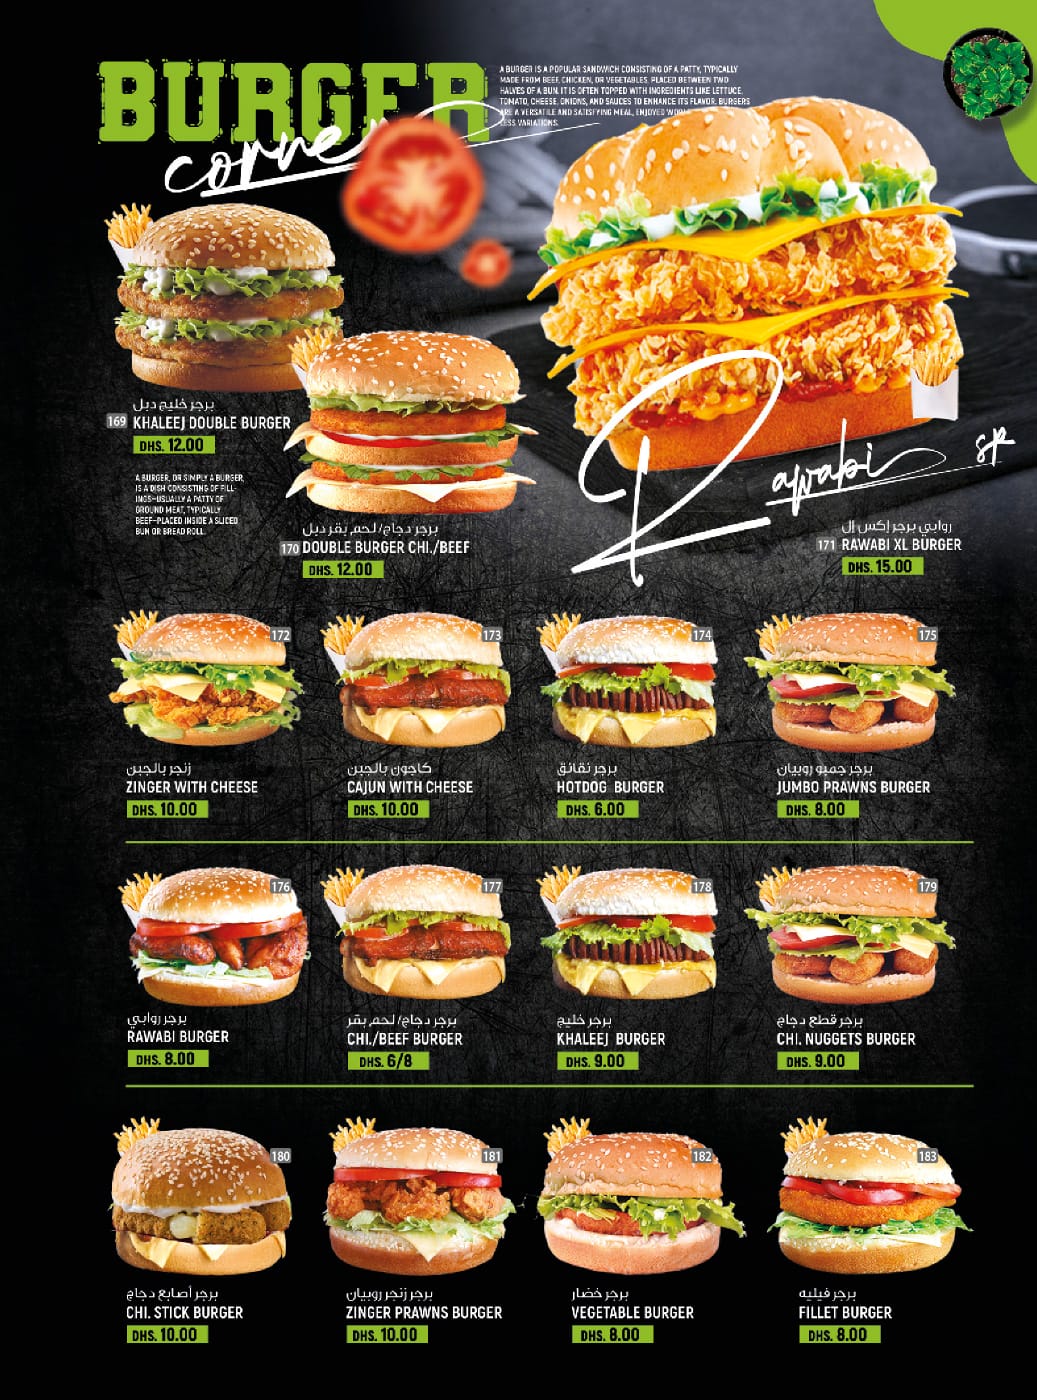 BURGER
corner
A BURGER IS A POPULAR SANDWICH CONSISTING OF A PATTY, TYPICALLY
MADE FROM BEEF, CHICKEN, OR VEGETABLES, PLACED BETWEEN TWO
HALVES OF A BUN. IT IS OFTEN TOPPED WITH INGREDIENTS LIKE LETTUCE,
TOMATO, CHEESE, ONIONS, AND SAUCES TO ENHANCE ITS FLAVOR. BURGERS
ARE A VERSATILE AND SATISFYING MEAL, ENJOYED
LESS VARIATIONS.
برجر خليج دبل
169 KHALEEJ DOUBLE BURGER
DHS. 12.00
A BURGER, OR SIMPLY A BURGER,
IS A DISH CONSISTING OF FILL-
INGS—USUALLY A PATTY OF
GROUND MEAT, TYPICALLY
BEEF—PLACED INSIDE A SLICED
BUN OR BREAD ROLL.
برجر دجاج/ لحم بقر دبل
170 DOUBLE BURGER CHI./BEEF
DHS. 12.00
Rawabi
روابي برجر إكس إل
171 RAWABI XL BURGER
DHS. 15.00
172
زنجر بالجبن
ZINGER WITH CHEESE
DHS. 10.00
173
كاجون بالجبن
CAJUN WITH CHEESE
DHS. 10.00
174
برجر نقانق
HOTDOG BURGER
DHS. 6.00
175
برجر جمبو روبيان
JUMBO PRAWNS BURGER
DHS. 8.00
176
برجر روابي
RAWABI BURGER
DHS. 8.00
177
برجر دجاج/ لحم بقر
CHI./BEEF BURGER
DHS. 6/8
178
برجر خليج
KHALEEJ BURGER
DHS. 9.00
179
برجر قطع دجاج
CHI. NUGGETS BURGER
DHS. 9.00
180
برجر أصابع دجاج
CHI. STICK BURGER
DHS. 10.00
181
برجر زنجر روبيان
ZINGER PRAWNS BURGER
DHS. 10.00
182
برجر خضار
VEGETABLE BURGER
DHS. 8.00
183
برجر فيليه
FILLET BURGER
DHS. 8.00